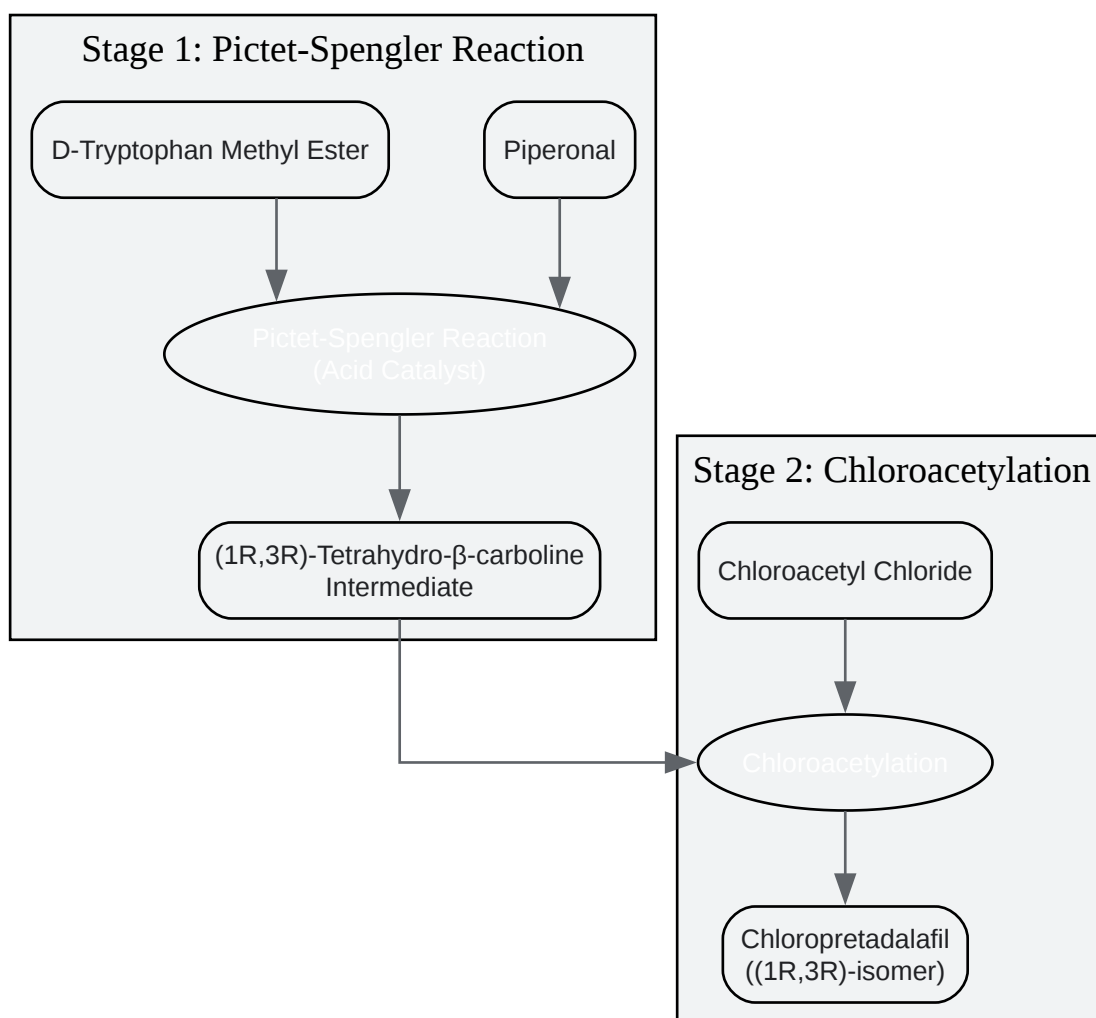 Stage 1: Pictet-Spengler Reaction
D-Tryptophan Methyl Ester
Piperonal
Pictet-Spengler Reaction
(Acid Catalyst)
(1R,3R)-Tetrahydro-β-carboline
Intermediate
Stage 2: Chloroacetylation
Chloroacetyl Chloride
Chloroacetylation
Chloropretadalafil
((1R,3R)-isomer)